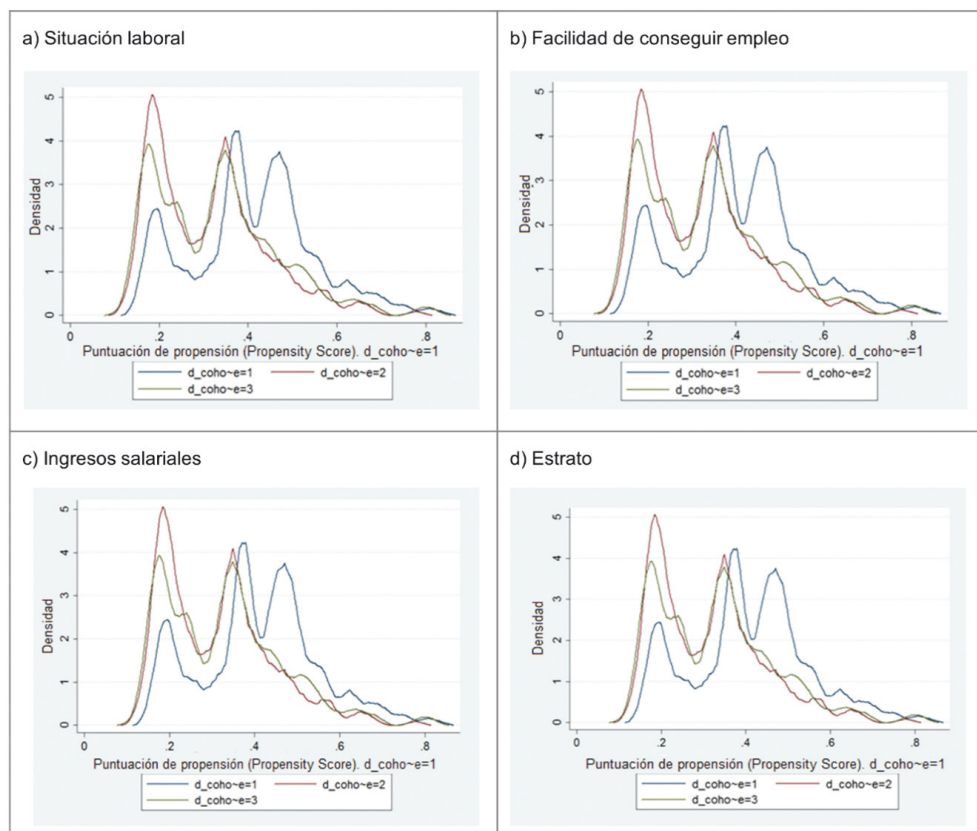 a) Situación laboral
Densidad
5
4
3
2
1
0
0 .2 .4 .6 .8
Puntuación de propensión (Propensity Score). d_coho~e=1
d_coho~e=1 d_coho~e=2
d_coho~e=3
b) Facilidad de conseguir empleo
Densidad
5
4
3
2
1
0
0 .2 .4 .6 .8
Puntuación de propensión (Propensity Score). d_coho~e=1
d_coho~e=1 d_coho~e=2
d_coho~e=3
c) Ingresos salariales
Densidad
5
4
3
2
1
0
0 .2 .4 .6 .8
Puntuación de propensión (Propensity Score). d_coho~e=1
d_coho~e=1 d_coho~e=2
d_coho~e=3
d) Estrato
Densidad
5
4
3
2
1
0
0 .2 .4 .6 .8
Puntuación de propensión (Propensity Score). d_coho~e=1
d_coho~e=1 d_coho~e=2
d_coho~e=3